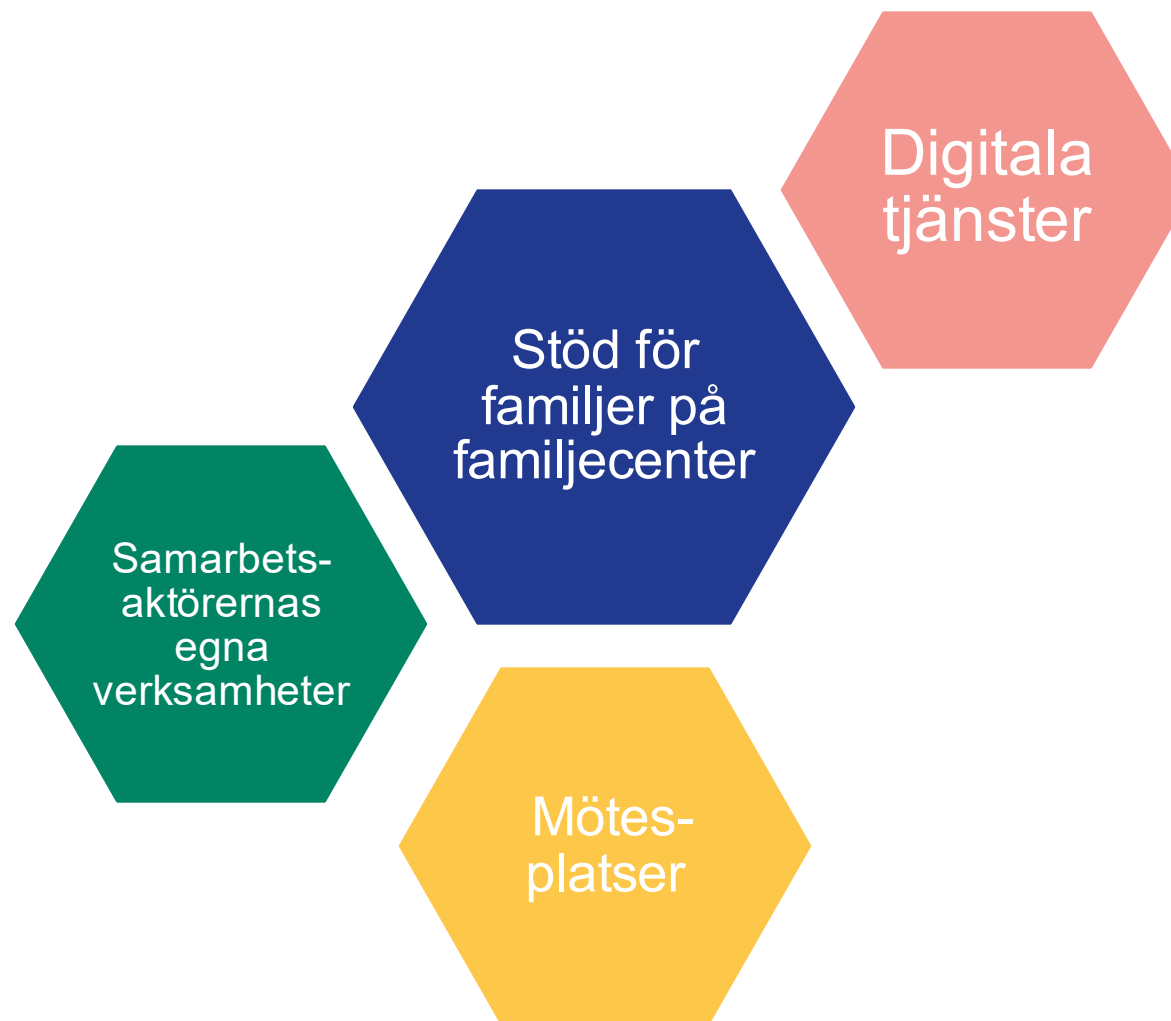 Digitala
tjänster
Stöd för
familjer på
familjecenter
Samarbets-
aktörernas
egna
verksamheter
Mötes-
platser